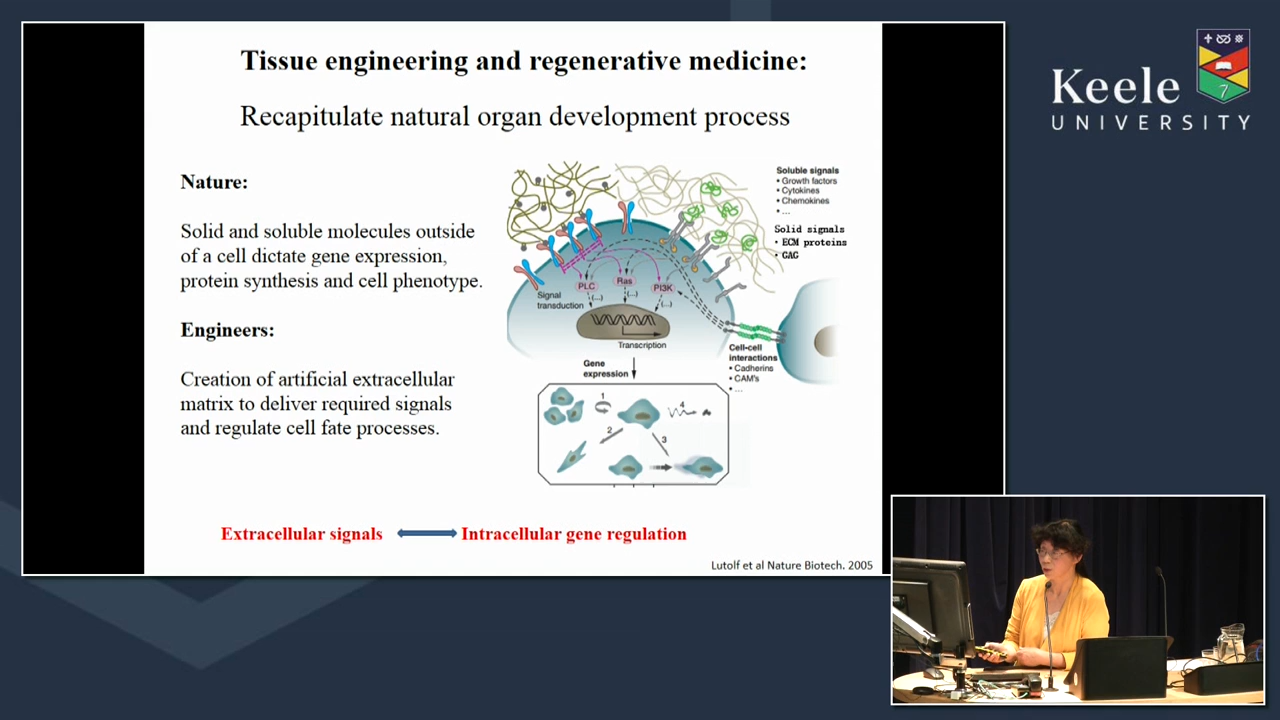 Tissue engineering and regenerative medicine:
Recapitulate natural organ development process
Nature:
Solid and soluble molecules outside
of a cell dictate gene expression,
protein synthesis and cell phenotype.
Engineers:
Creation of artificial extracellular
matrix to deliver required signals
and regulate cell fate processes.
Soluble signals
• Growth factors
• Cytokines
• Chemokines
• ...
Solid signals
• ECM proteins
• GAG
PLC
Ras
PI3K
(...)
(...)
(...)
Signal
transduction
Transcription
Cell-cell
interactions
• Cadherins
• CAM's
• ...
Gene
expression
1
2
3
4
Extracellular signals
Intracellular gene regulation
Lutolf et al Nature Biotech. 2005
Keele
UNIVERSITY